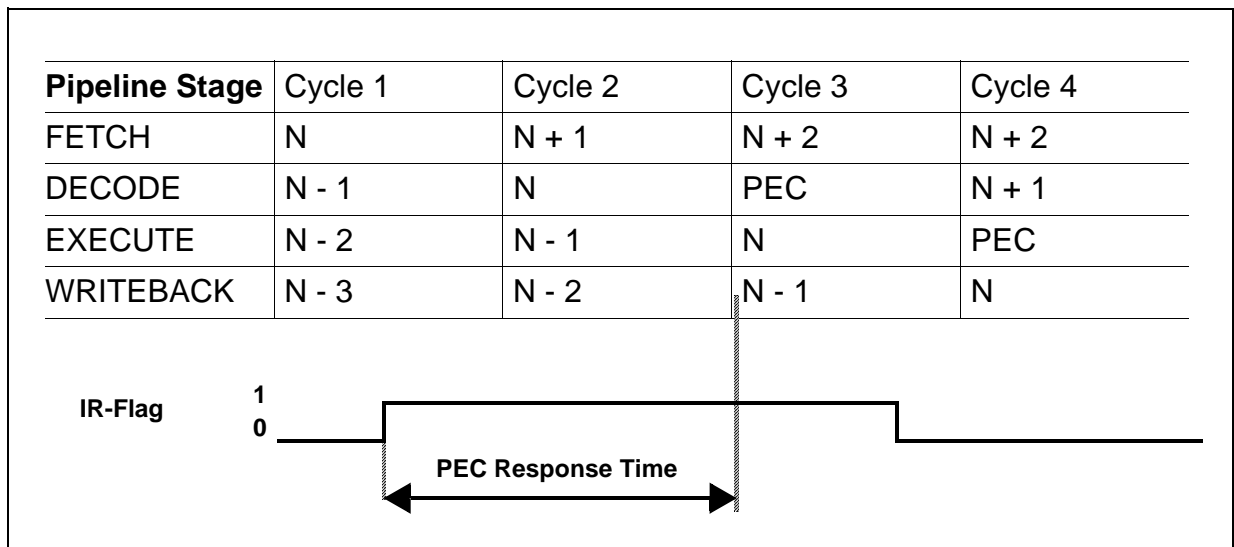 Pipeline Stage Cycle 1 Cycle 2 Cycle 3 Cycle 4
FETCH N N + 1 N + 2 N + 2
DECODE N - 1 N PEC N + 1
EXECUTE N - 2 N - 1 N PEC
WRITEBACK N - 3 N - 2 N - 1 N
IR-Flag 1
0
PEC Response Time